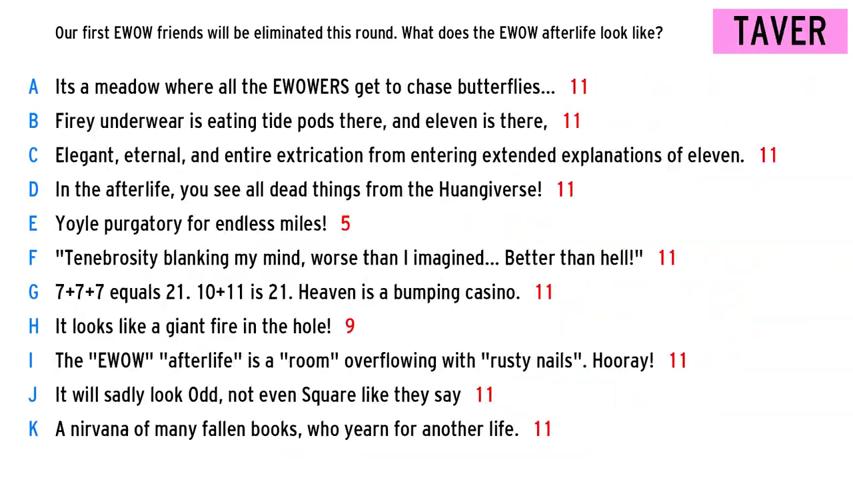 Our first EWOW friends will be eliminated this round. What does the EWOW afterlife look like?
TAVER
A Its a meadow where all the EWOWERS get to chase butterflies... 11
B Firey underwear is eating tide pods there, and eleven is there, 11
C Elegant, eternal, and entire extrication from entering extended explanations of eleven. 11
D In the afterlife, you see all dead things from the Huangiverse! 11
E Yoyle purgatory for endless miles! 5
F "Tenebrosity blanking my mind, worse than I imagined... Better than hell!" 11
G 7+7+7 equals 21. 10+11 is 21. Heaven is a bumping casino. 11
H It looks like a giant fire in the hole! 9
I The "EWOW" "afterlife" is a "room" overflowing with "rusty nails". Hooray! 11
J It will sadly look Odd, not even Square like they say 11
K A nirvana of many fallen books, who yearn for another life. 11